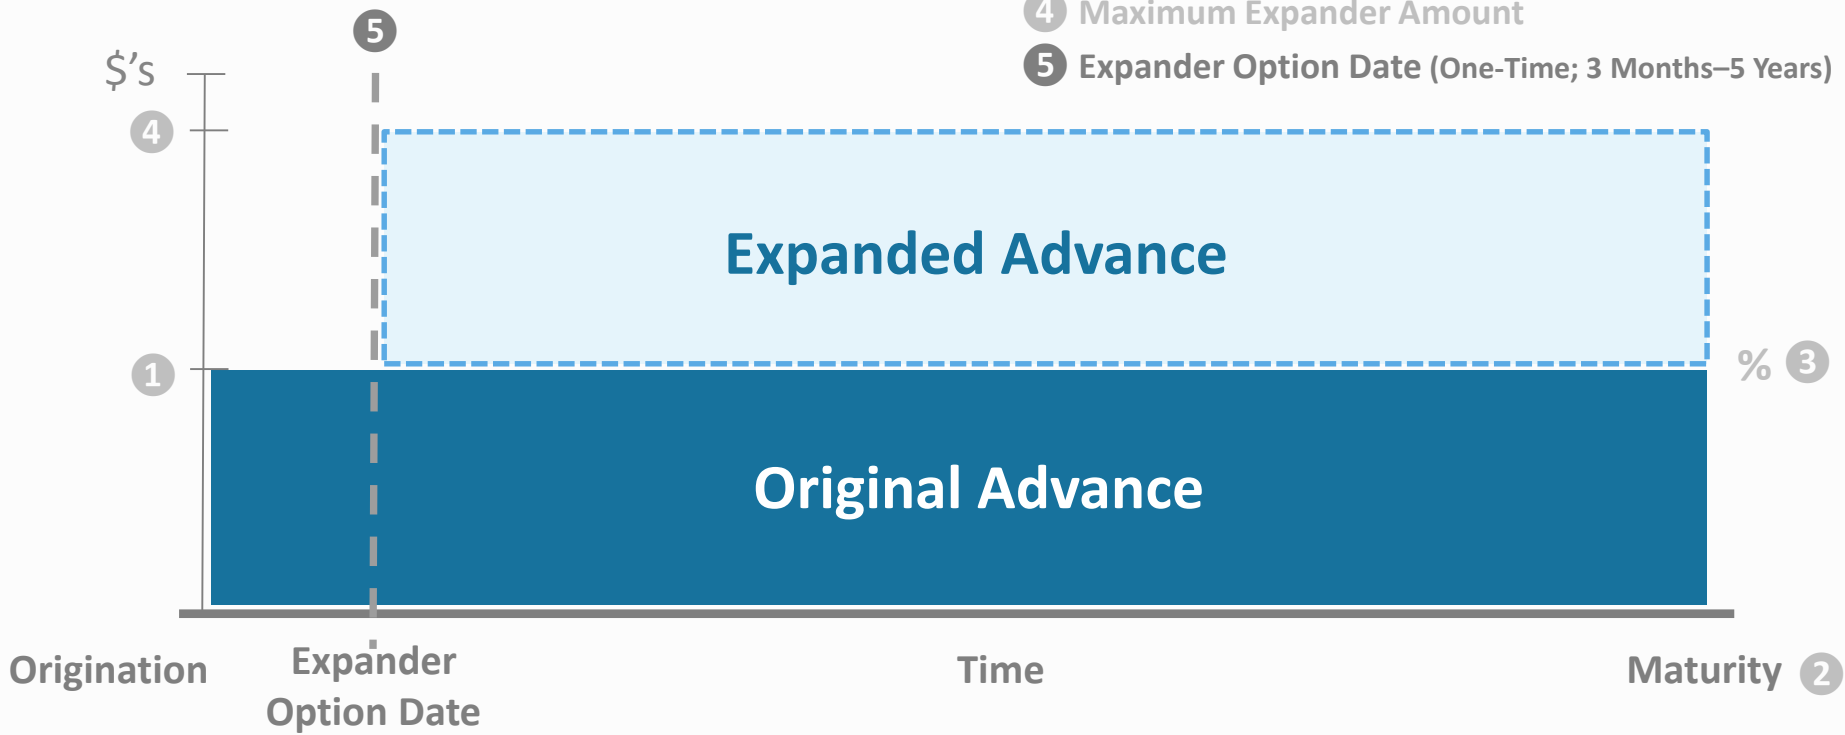 4 Maximum Expander Amount
5 Expander Option Date (One-Time; 3 Months–5 Years)
5
$'s
4
Expanded Advance
1
% 3
Original Advance
Origination
Expander
Option Date
Time
Maturity 2